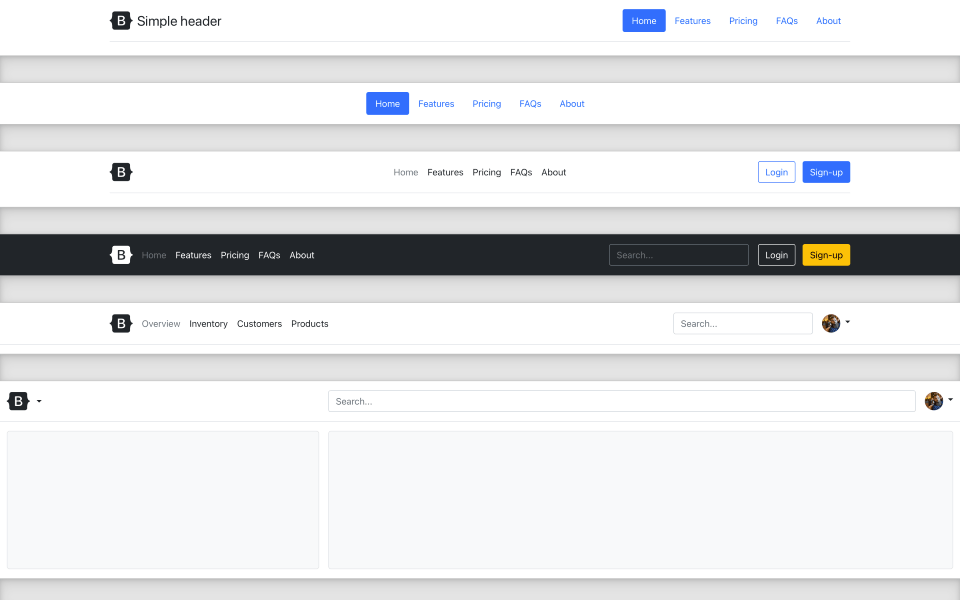 B Simple header Home Features Pricing FAQs About
Home Features Pricing FAQs About
B Home Features Pricing FAQs About Login Sign-up
B Home Features Pricing FAQs About Search... Login Sign-up
B Overview Inventory Customers Products Search...
B Search...